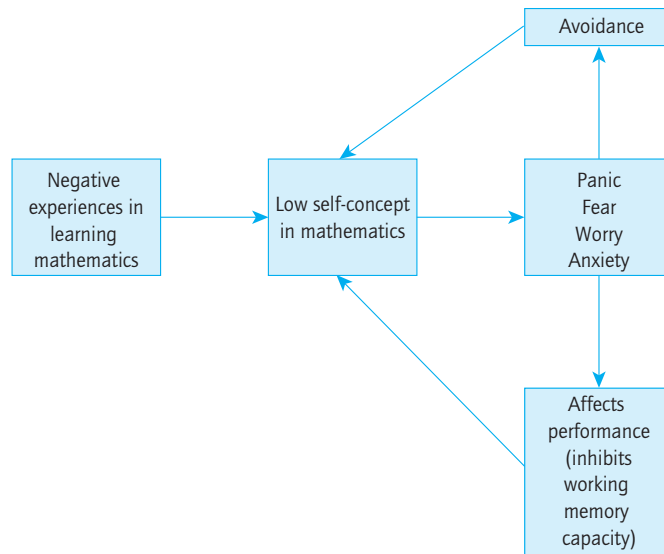 Avoidance
Negative
experiences in
learning
mathematics
Low self-concept
in mathematics
Panic
Fear
Worry
Anxiety
Affects
performance
(inhibits
working
memory
capacity)